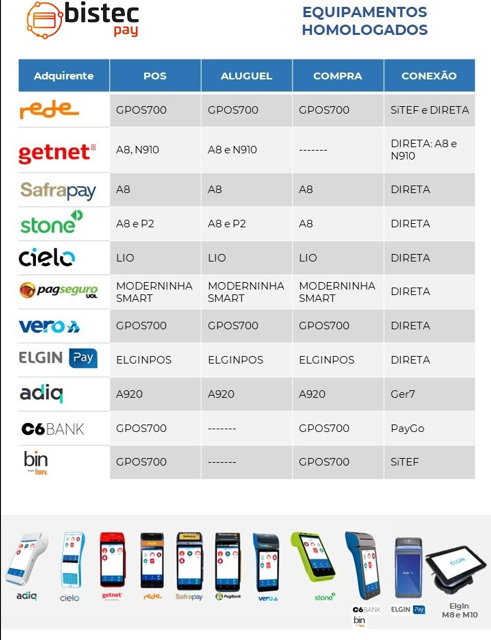 bistec
pay
EQUIPAMENTOS
HOMOLOGADOS
Adquirente POS ALUGUEL COMPRA CONEXÃO
rede GPOS700 GPOS700 GPOS700 SiTEF e DIRETA
getnet A8, N910 A8 e N910 ------- DIRETA: A8 e
N910
Safrapay A8 A8 A8 DIRETA
stone A8 e P2 A8 e P2 A8 DIRETA
cielo LIO LIO LIO DIRETA
pagseguro UOL MODERNINHA MODERNINHA MODERNINHA DIRETA
SMART SMART SMART
vero GPOS700 GPOS700 GPOS700 DIRETA
ELGIN Pay ELGINPOS ELGINPOS ELGINPOS DIRETA
adiq A920 A920 A920 Ger7
C6BANK GPOS700 ------- GPOS700 PayGo
bin GPOS700 ------- GPOS700 SiTEF
adiq cielo getnet rede Safrapay PagBank vero stone
C6BANK ELGIN Pay Elgin
M8 e M10
bin
ELGIN